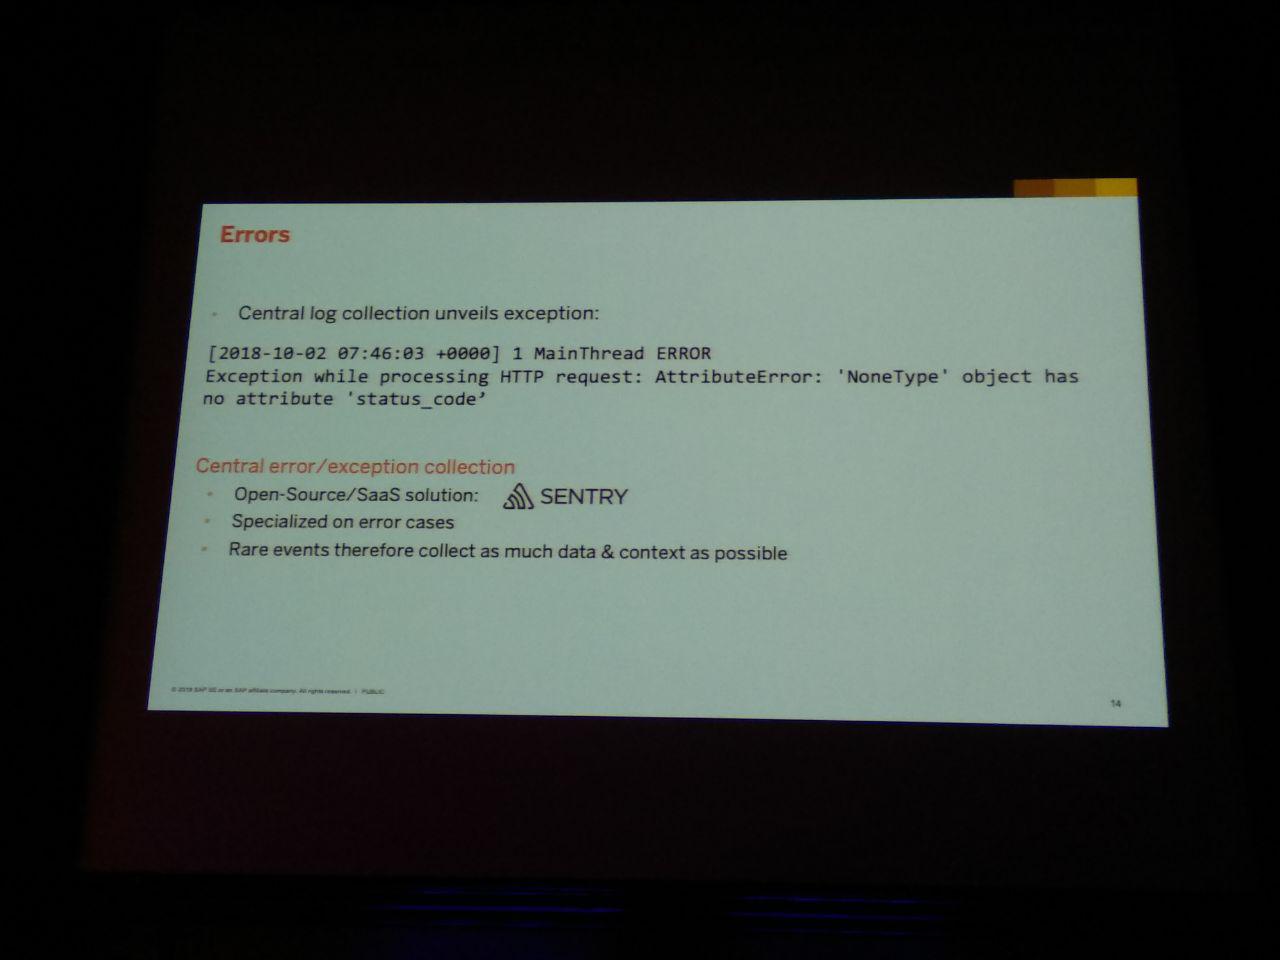 Errors
Central log collection unveils exception:
[2018-10-02 07:46:03 +0000] 1 MainThread ERROR
Exception while processing HTTP request: AttributeError: 'NoneType' object has
no attribute 'status_code’
Central error/exception collection
Open-Source/SaaS solution: SENTRY
Specialized on error cases
Rare events therefore collect as much data & context as possible
© 2018 SAP SE or an SAP affiliate company. All rights reserved. | PUBLIC
14